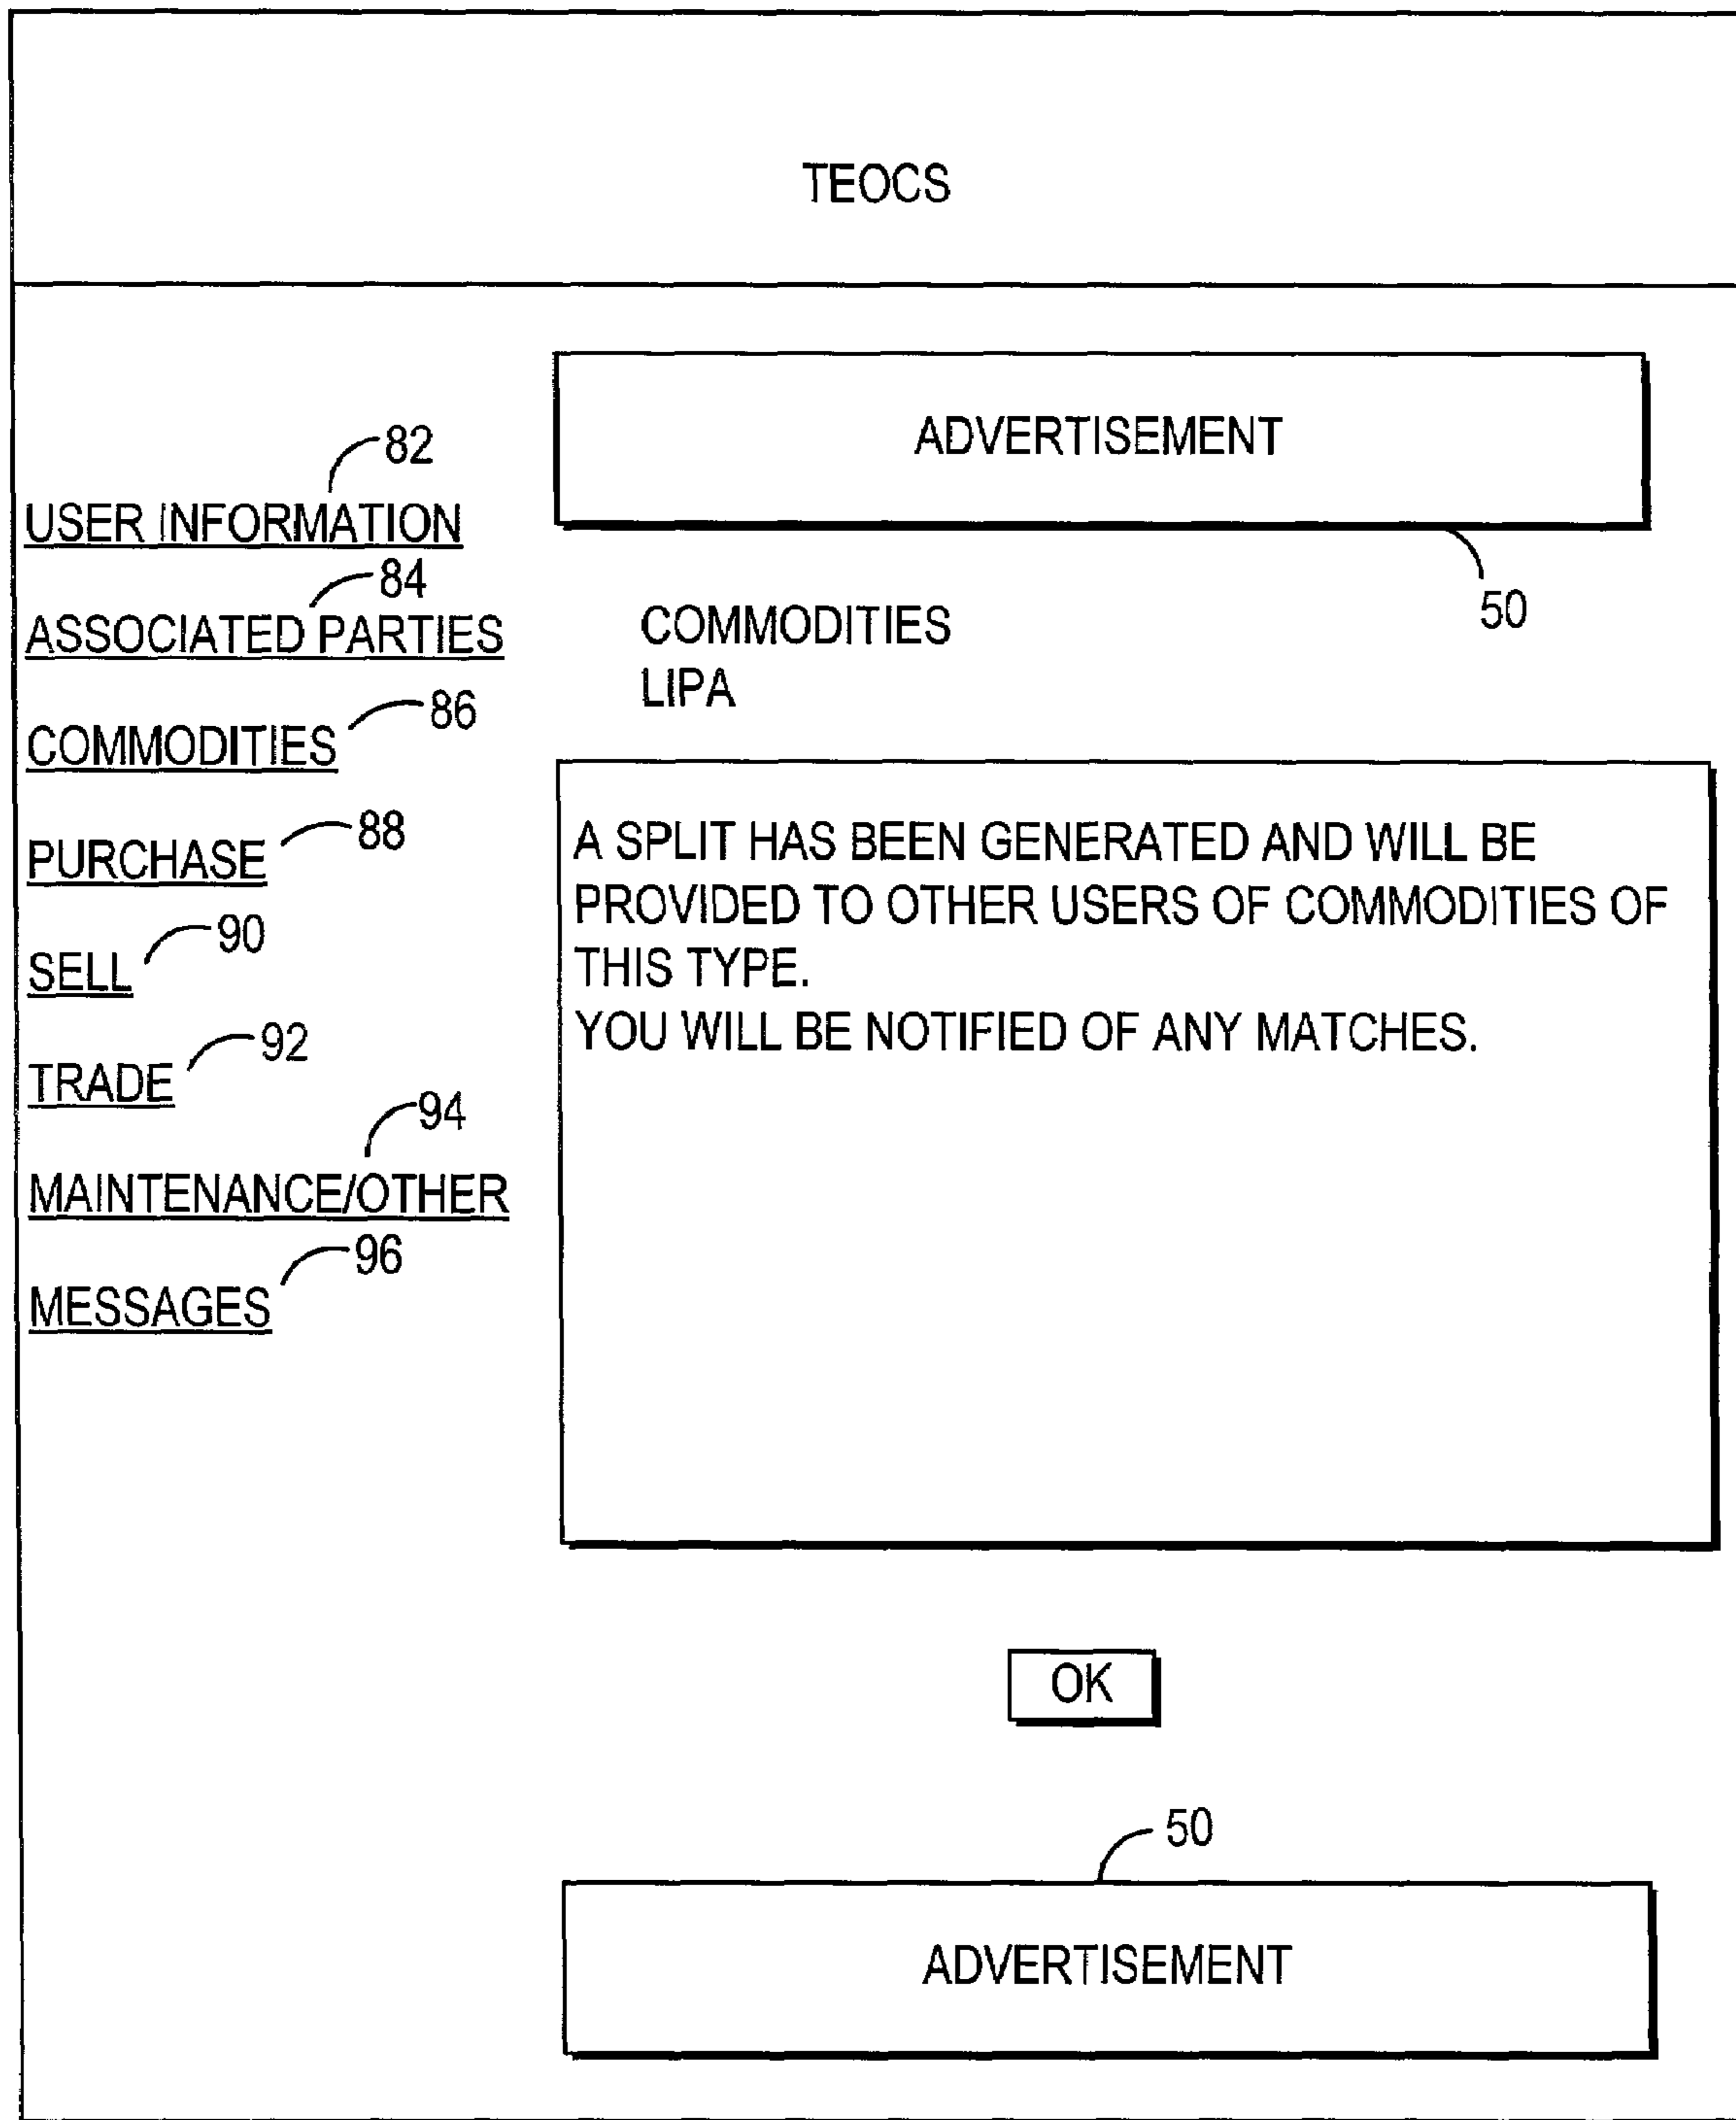 TEOCS
ADVERTISEMENT
50
82
USER INFORMATION
84
ASSOCIATED PARTIES
86
COMMODITIES
88
PURCHASE
90
SELL
92
TRADE
94
MAINTENANCE/OTHER
96
MESSAGES
COMMODITIES
LIPA
A SPLIT HAS BEEN GENERATED AND WILL BE
PROVIDED TO OTHER USERS OF COMMODITIES OF
THIS TYPE.
YOU WILL BE NOTIFIED OF ANY MATCHES.
OK
50
ADVERTISEMENT